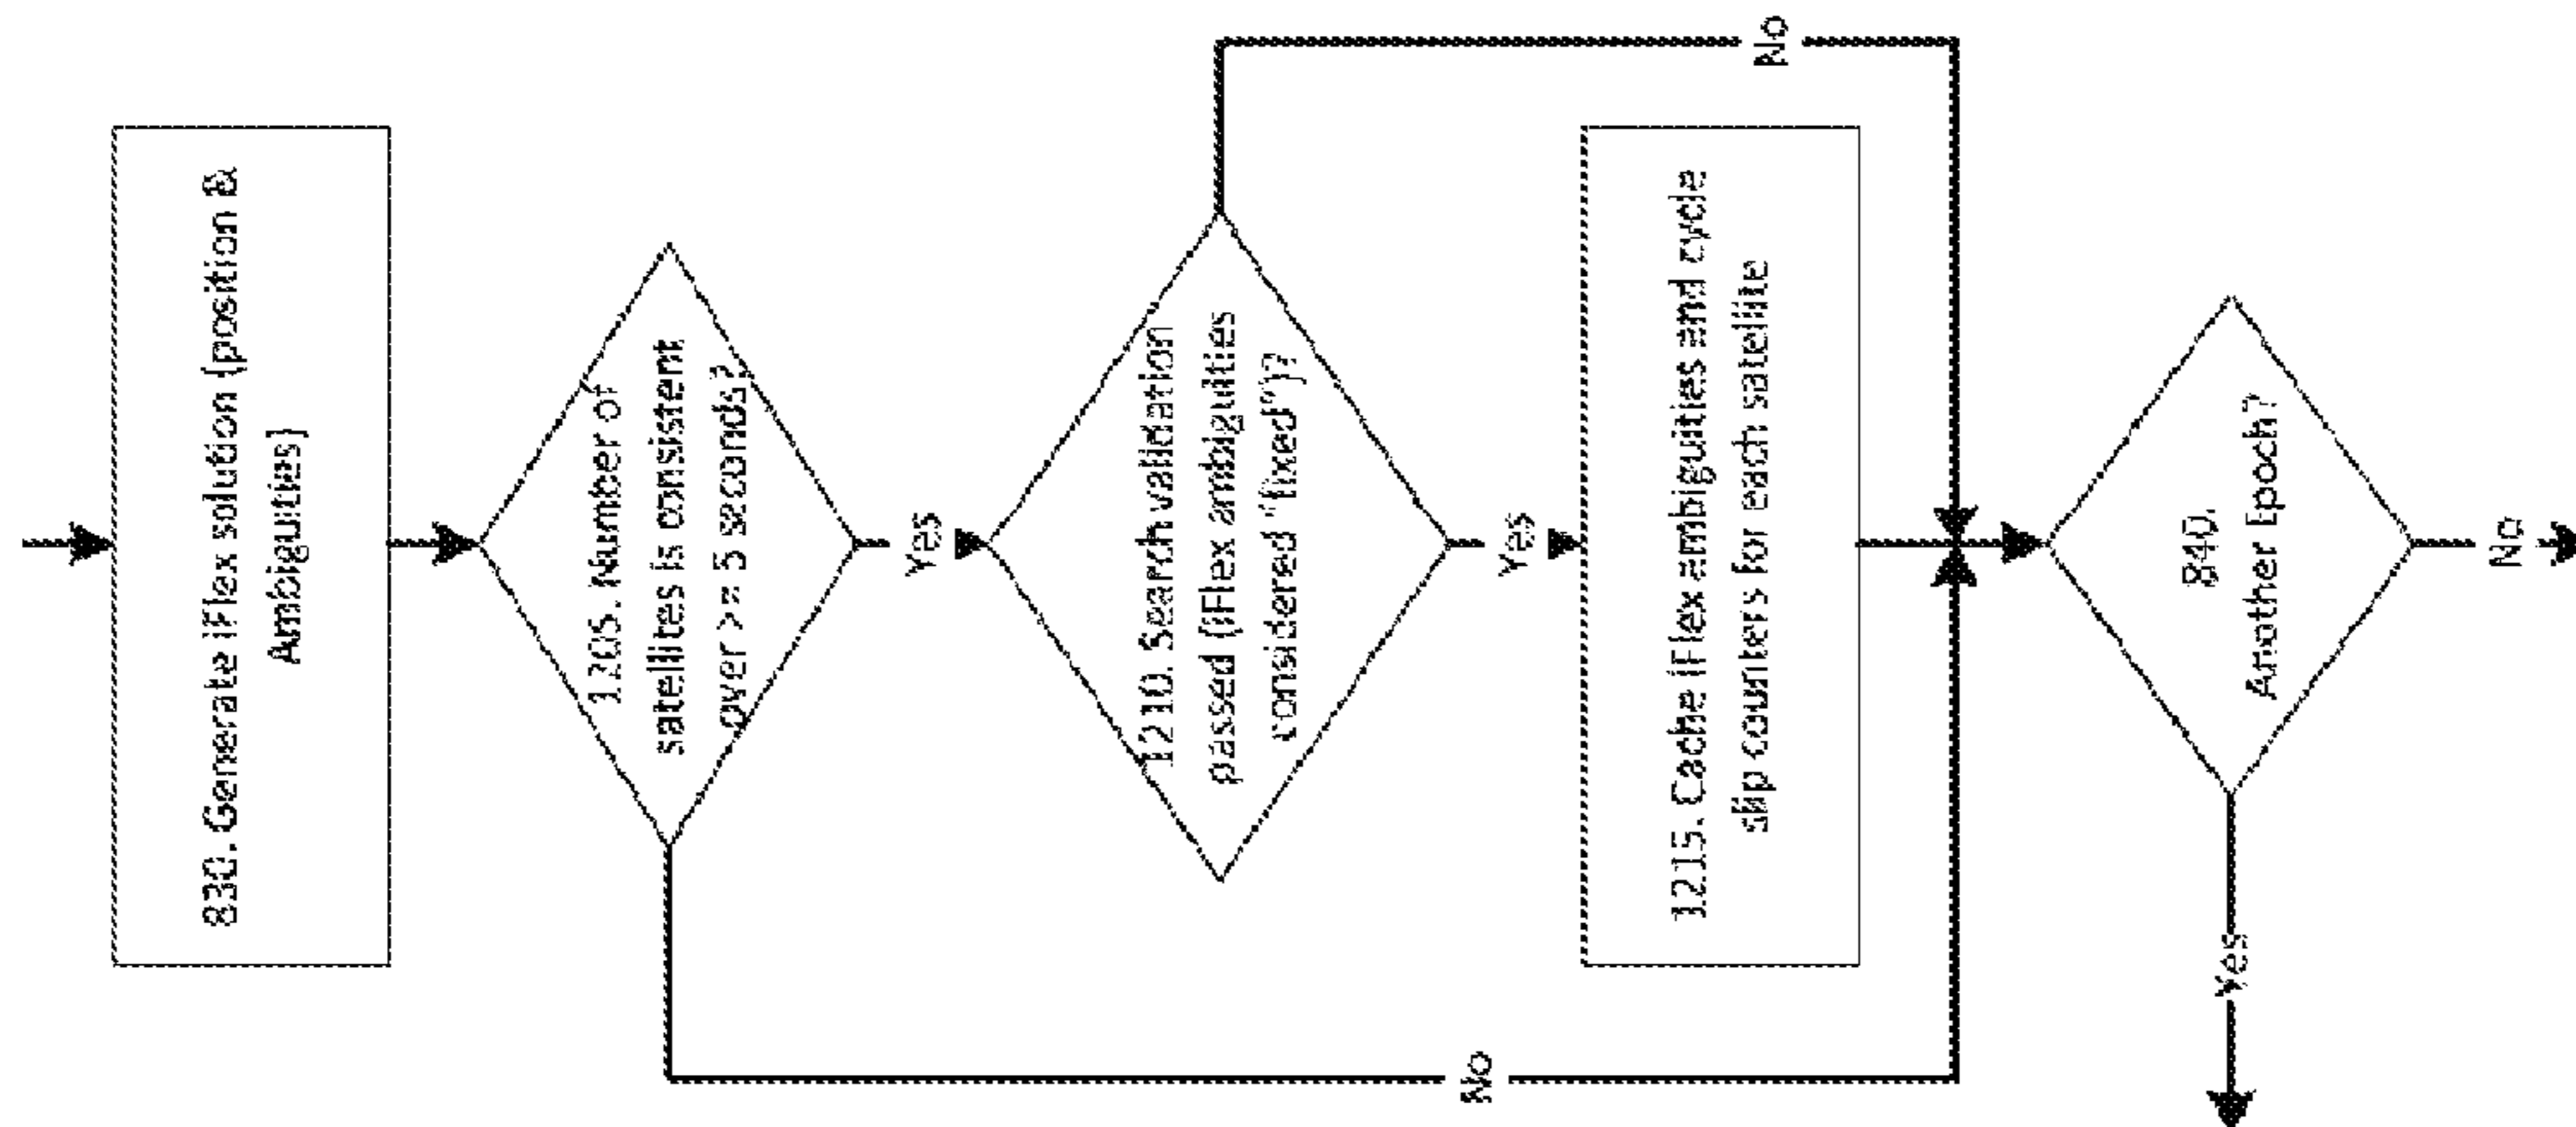 830. Generate iFlex solution (position &
Ambiguities)
1205. Number of
satellites is consistent
over >= 5 seconds?
Yes
No
1210. Search validation
passed (iFlex ambiguities
considered "fixed")?
Yes
No
1215. Cache iFlex ambiguities and cycle
slip counters for each satellite
840.
Another Epoch?
Yes
No